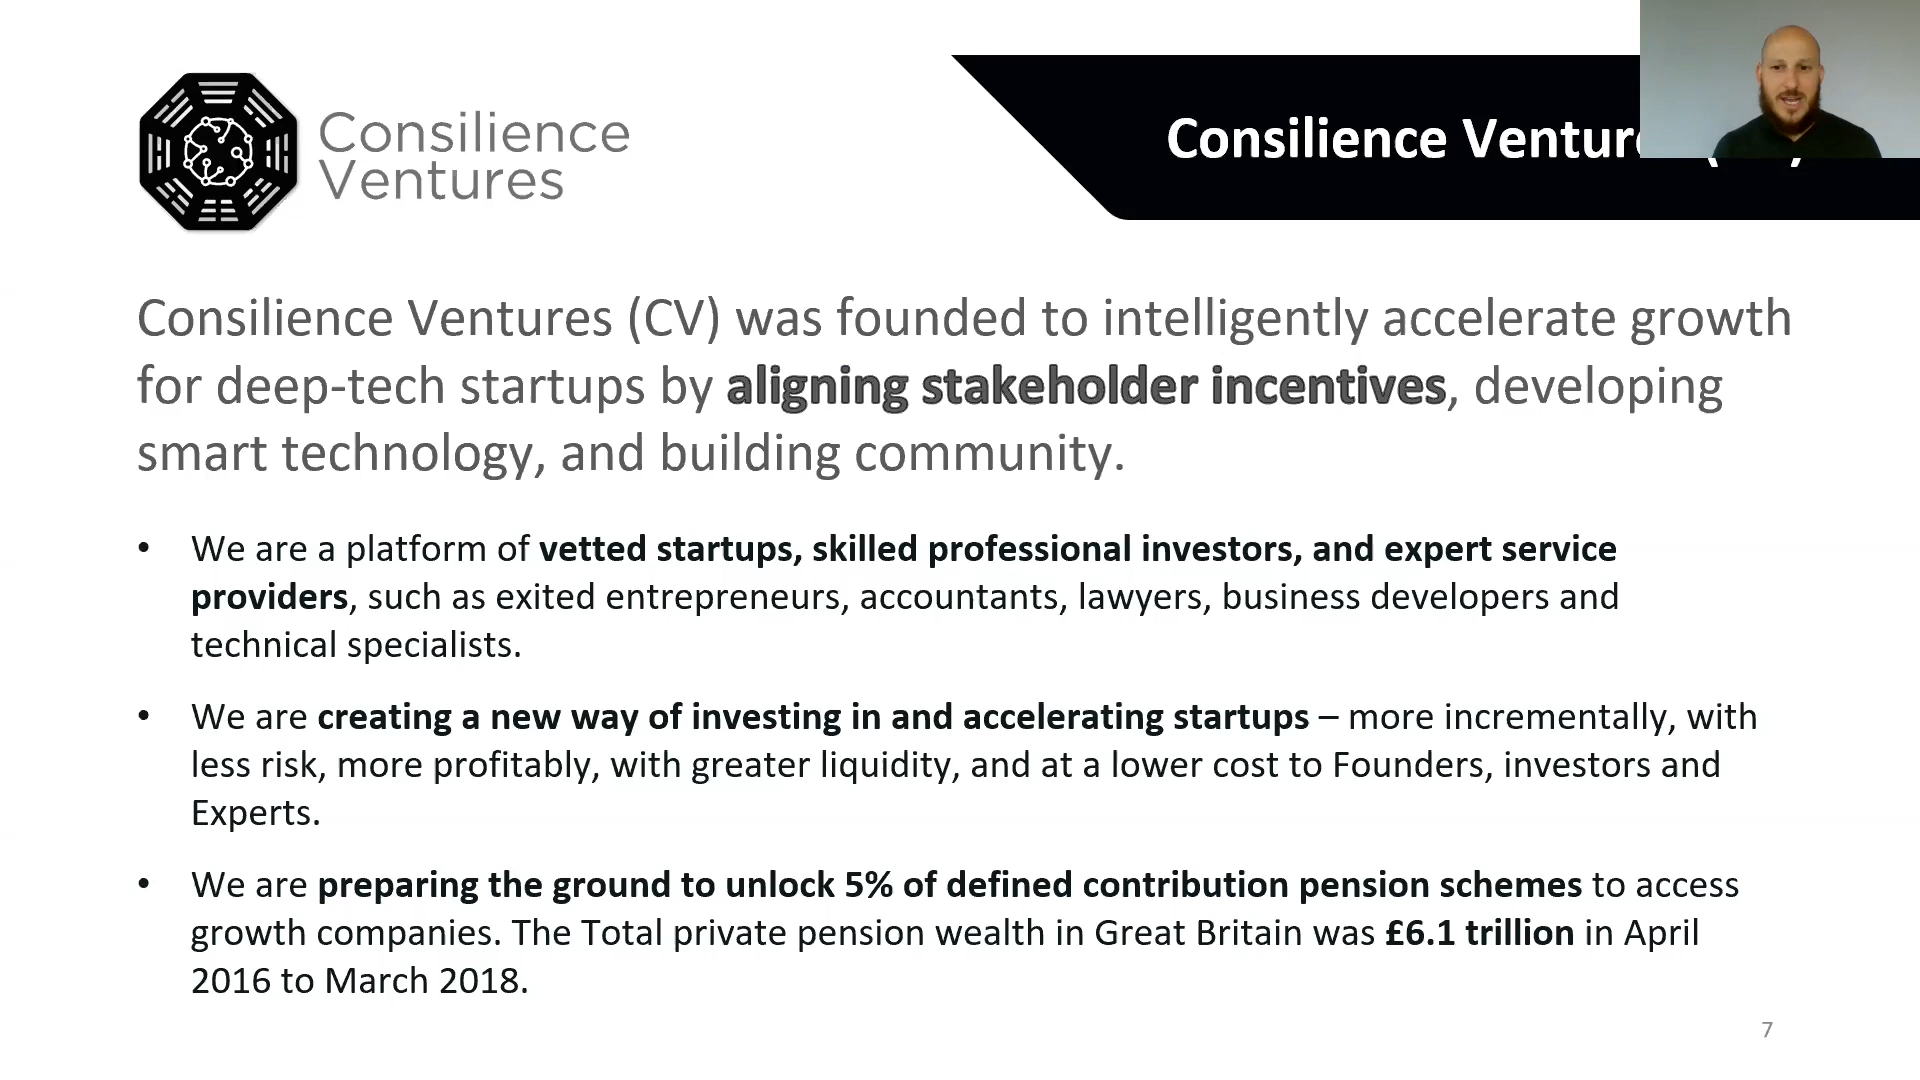 Consilience
Ventures
Consilience
Consilience Ventures (CV) was founded to intelligently accelerate growth
for deep-tech startups by aligning stakeholder incentives, developing
smart technology, and building community.
• We are a platform of vetted startups, skilled professional investors, and expert service
providers, such as exited entrepreneurs, accountants, lawyers, business developers and
technical specialists.
• We are creating a new way of investing in and accelerating startups – more incrementally, with
less risk, more profitably, with greater liquidity, and at a lower cost to Founders, investors and
Experts.
• We are preparing the ground to unlock 5% of defined contribution pension schemes to access
growth companies. The Total private pension wealth in Great Britain was £6.1 trillion in April
2016 to March 2018.
7